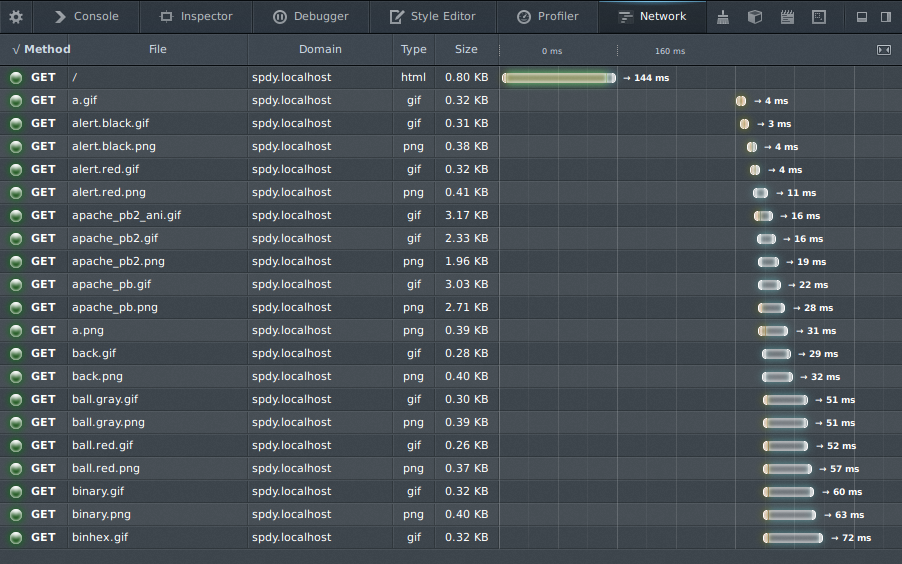 Console Inspector Debugger Style Editor Profiler Network
√ Method File Domain Type Size 0 ms 160 ms
GET / spdy.localhost html 0.80 KB → 144 ms
GET a.gif spdy.localhost gif 0.32 KB → 4 ms
GET alert.black.gif spdy.localhost gif 0.31 KB → 3 ms
GET alert.black.png spdy.localhost png 0.38 KB → 4 ms
GET alert.red.gif spdy.localhost gif 0.32 KB → 4 ms
GET alert.red.png spdy.localhost png 0.41 KB → 11 ms
GET apache_pb2_ani.gif spdy.localhost gif 3.17 KB → 16 ms
GET apache_pb2.gif spdy.localhost gif 2.33 KB → 16 ms
GET apache_pb2.png spdy.localhost png 1.96 KB → 19 ms
GET apache_pb.gif spdy.localhost gif 3.03 KB → 22 ms
GET apache_pb.png spdy.localhost png 2.71 KB → 28 ms
GET a.png spdy.localhost png 0.39 KB → 31 ms
GET back.gif spdy.localhost gif 0.28 KB → 29 ms
GET back.png spdy.localhost png 0.40 KB → 32 ms
GET ball.gray.gif spdy.localhost gif 0.30 KB → 51 ms
GET ball.gray.png spdy.localhost png 0.39 KB → 51 ms
GET ball.red.gif spdy.localhost gif 0.26 KB → 52 ms
GET ball.red.png spdy.localhost png 0.37 KB → 57 ms
GET binary.gif spdy.localhost gif 0.32 KB → 60 ms
GET binary.png spdy.localhost png 0.40 KB → 63 ms
GET binhex.gif spdy.localhost gif 0.32 KB → 72 ms